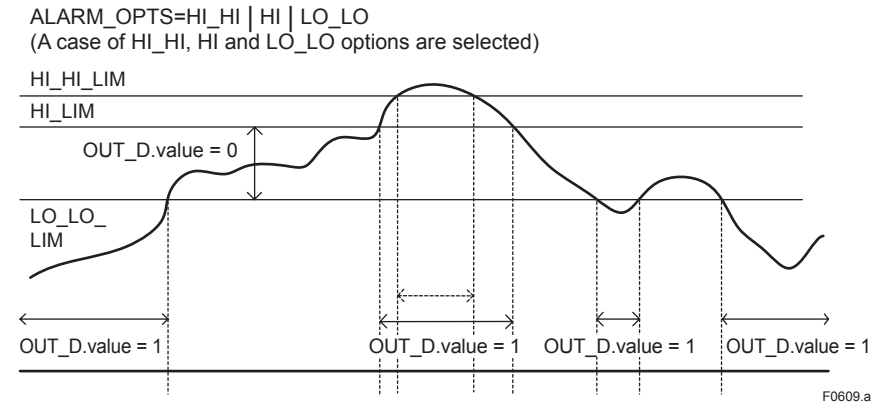 ALARM_OPTS=HI_HI | HI | LO_LO
(A case of HI_HI, HI and LO_LO options are selected)
HI_HI_LIM
HI_LIM
OUT_D.value = 0
LO_LO_
LIM
OUT_D.value = 1 OUT_D.value = 1 OUT_D.value = 1 OUT_D.value = 1
F0609.ai